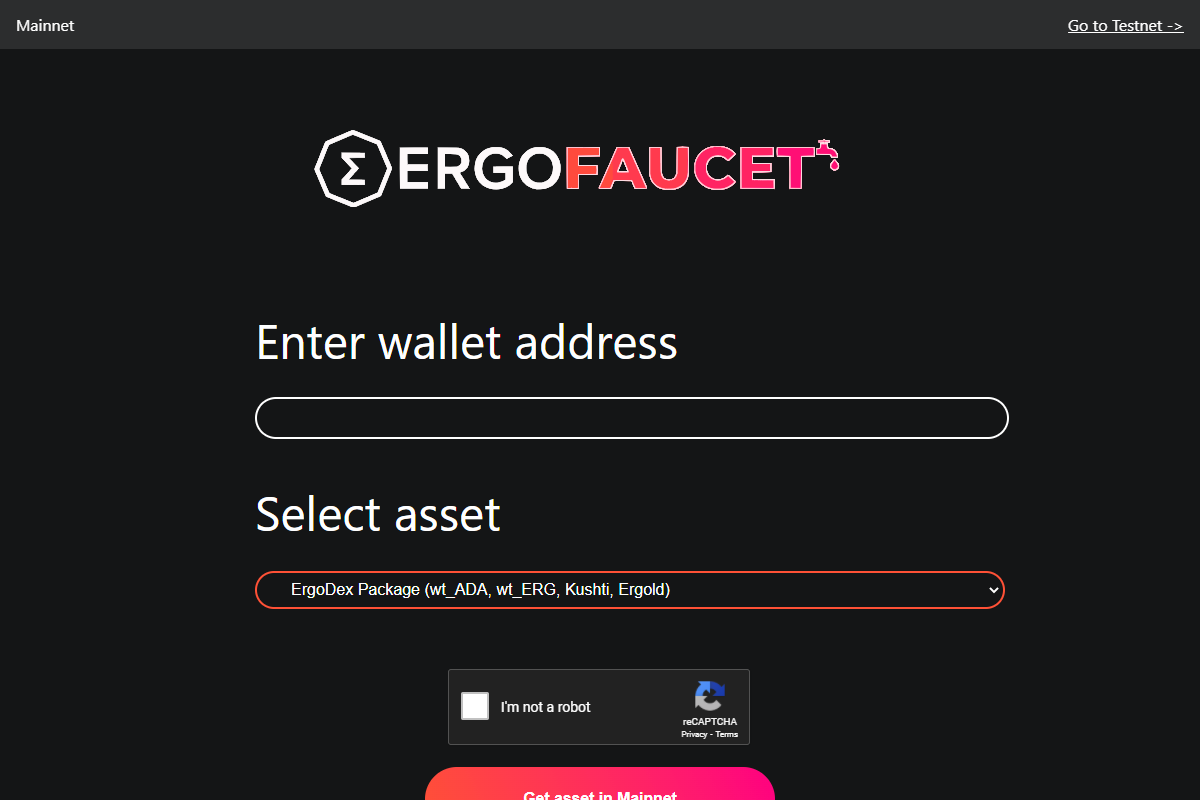 Mainnet
Go to Testnet ->
Σ ERGOFAUCET
Enter wallet address
Select asset
ErgoDex Package (wt_ADA, wt_ERG, Kushti, Ergold)
I'm not a robot
reCAPTCHA
Privacy - Terms
Get asset in Mainnet